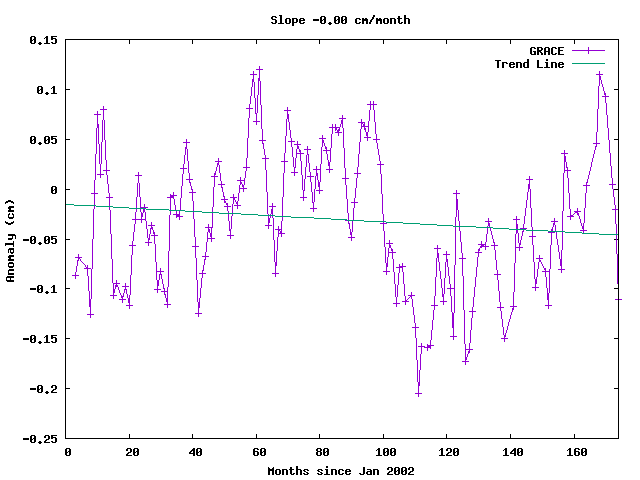 Slope -0.00 cm/month
GRACE
Trend Line
0.15
0.1
0.05
0
-0.05
-0.1
-0.15
-0.2
-0.25
Anomaly (cm)
0 20 40 60 80 100 120 140 160
Months since Jan 2002